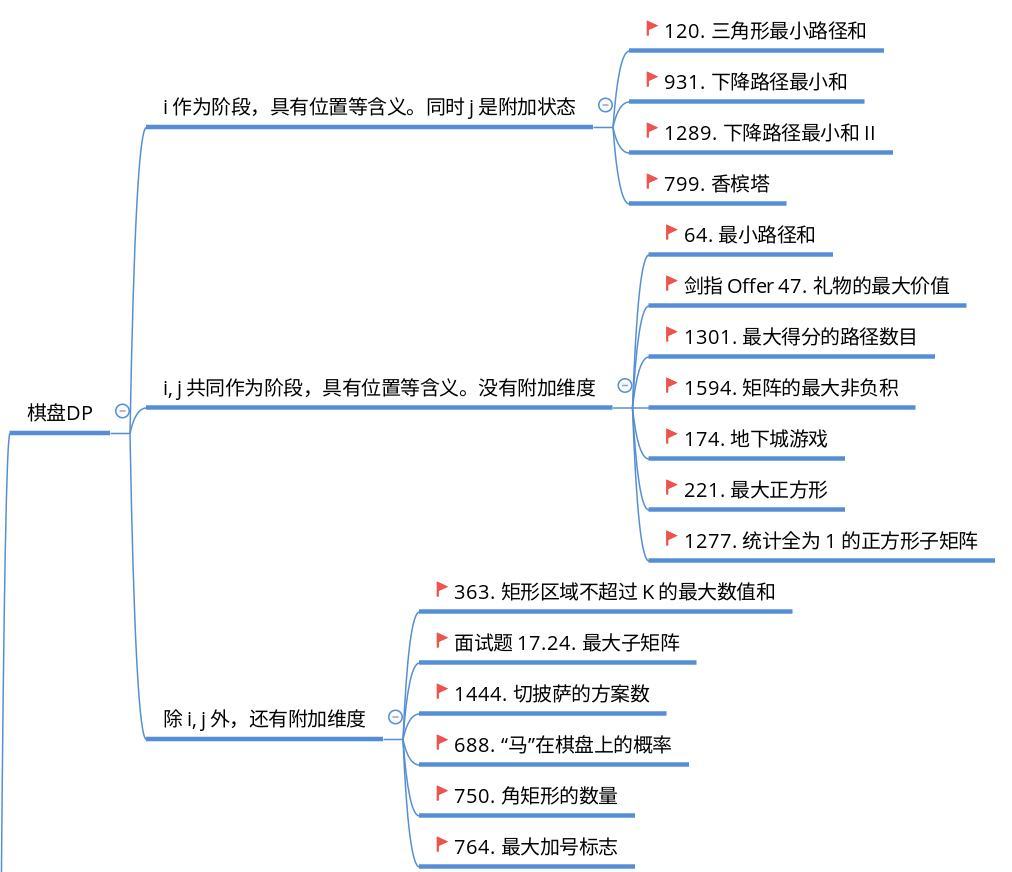 棋盘DP
i 作为阶段，具有位置等含义。同时 j 是附加状态
120. 三角形最小路径和
931. 下降路径最小和
1289. 下降路径最小和 II
799. 香槟塔
i, j 共同作为阶段，具有位置等含义。没有附加维度
64. 最小路径和
剑指 Offer 47. 礼物的最大价值
1301. 最大得分的路径数目
1594. 矩阵的最大非负积
174. 地下城游戏
221. 最大正方形
1277. 统计全为 1 的正方形子矩阵
除 i, j 外，还有附加维度
363. 矩形区域不超过 K 的最大数值和
面试题 17.24. 最大子矩阵
1444. 切披萨的方案数
688. “马”在棋盘上的概率
750. 角矩形的数量
764. 最大加号标志